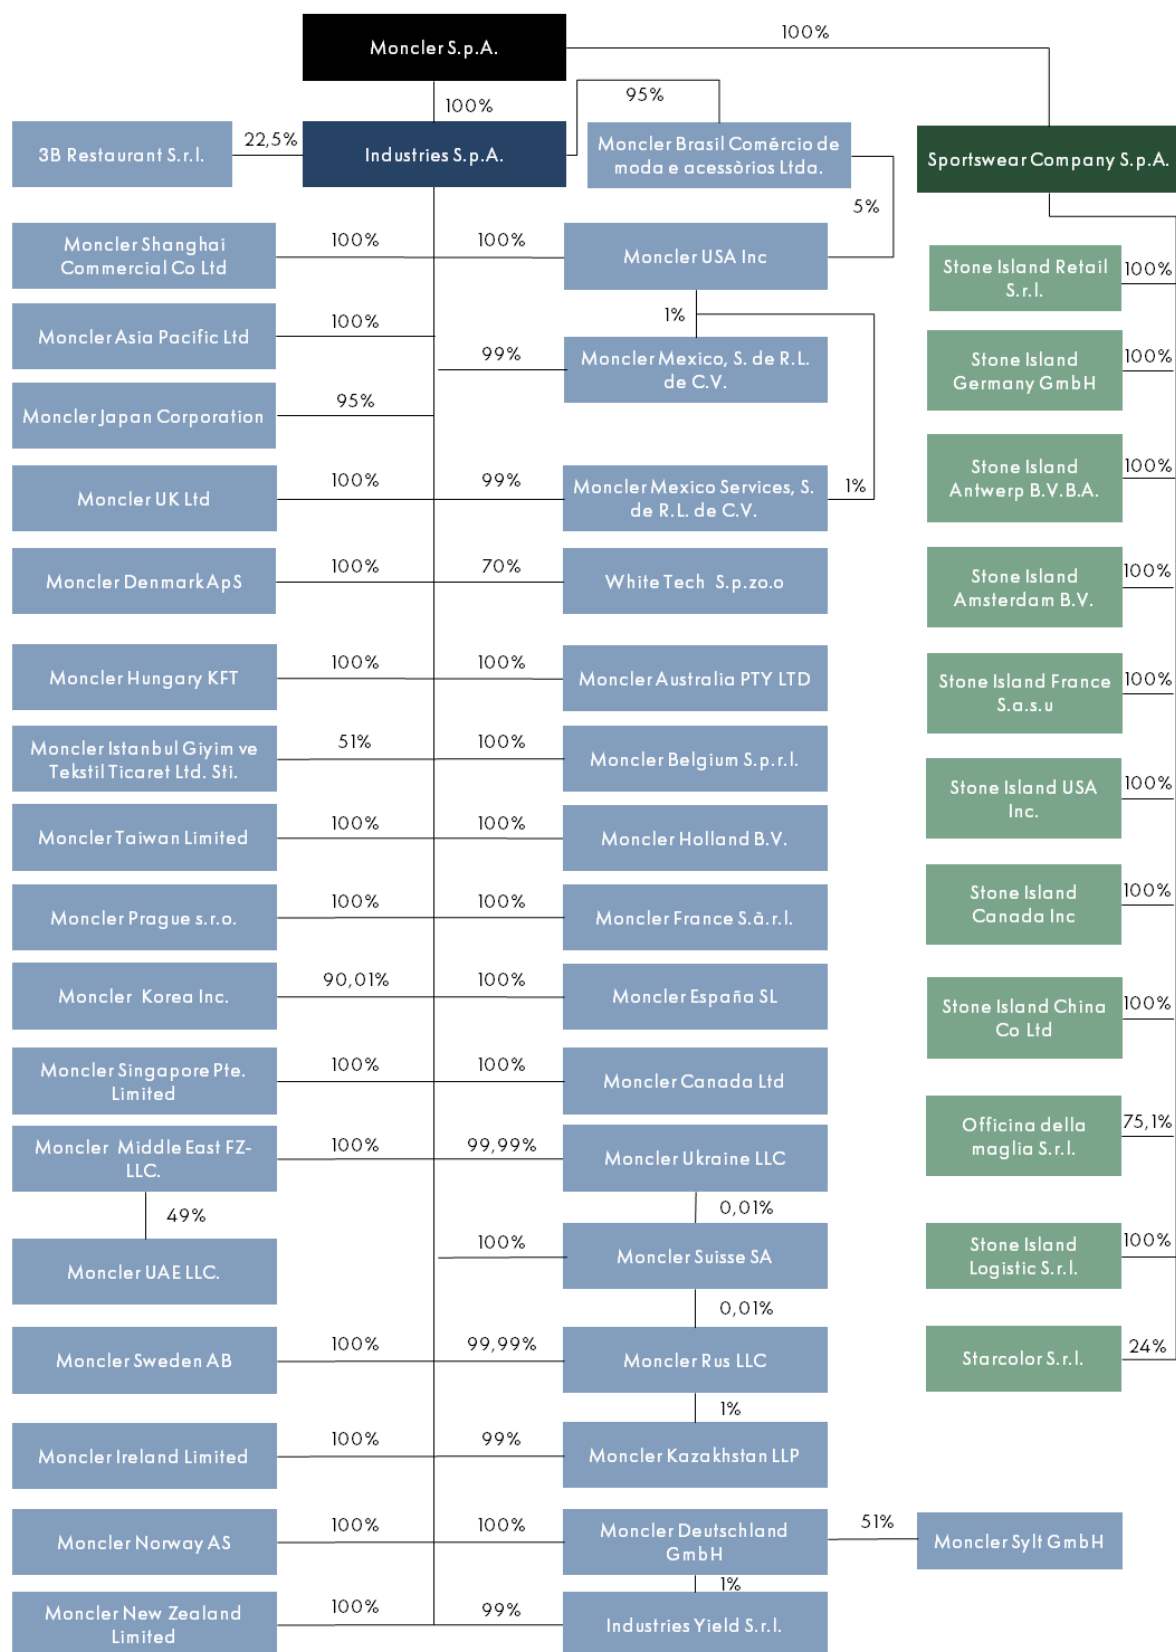 Moncler S.p.A.
100%
100%
95%
3B Restaurant S.r.l.
22,5%
Industries S.p.A.
Moncler Brasil Comércio de
moda e acessòrios Ltda.
Sportswear Company S.p.A.
5%
Moncler Shanghai
Commercial Co Ltd
100%
100%
Moncler USA Inc
Stone Island Retail
S.r.l.
100%
Moncler Asia Pacific Ltd
100%
1%
99%
Moncler Mexico, S. de R.L.
de C.V.
Stone Island
Germany GmbH
100%
Moncler Japan Corporation
95%
Moncler UK Ltd
100%
99%
Moncler Mexico Services, S.
de R.L. de C.V.
1%
Stone Island
Antwerp B.V.B.A.
100%
Moncler Denmark ApS
100%
70%
White Tech S.p.zo.o
Stone Island
Amsterdam B.V.
100%
Moncler Hungary KFT
100%
100%
Moncler Australia PTY LTD
Stone Island France
S.a.s.u
100%
Moncler Istanbul Giyim ve
Tekstil Ticaret Ltd. Sti.
51%
100%
Moncler Belgium S.p.r.l.
Stone Island USA
Inc.
100%
Moncler Taiwan Limited
100%
100%
Moncler Holland B.V.
Moncler Prague s.r.o.
100%
100%
Moncler France S.à.r.l.
Stone Island
Canada Inc
100%
Moncler Korea Inc.
90,01%
100%
Moncler España SL
Stone Island China
Co Ltd
100%
Moncler Singapore Pte.
Limited
100%
100%
Moncler Canada Ltd
Moncler Middle East FZ-
LLC.
100%
99,99%
Moncler Ukraine LLC
Officina della
maglia S.r.l.
75,1%
49%
0,01%
Moncler UAE LLC.
100%
Moncler Suisse SA
Stone Island
Logistic S.r.l.
100%
0,01%
Moncler Sweden AB
100%
99,99%
Moncler Rus LLC
Starcolor S.r.l.
24%
1%
Moncler Ireland Limited
100%
99%
Moncler Kazakhstan LLP
Moncler Norway AS
100%
100%
Moncler Deutschland
GmbH
51%
Moncler Sylt GmbH
1%
Moncler New Zealand
Limited
100%
99%
Industries Yield S.r.l.